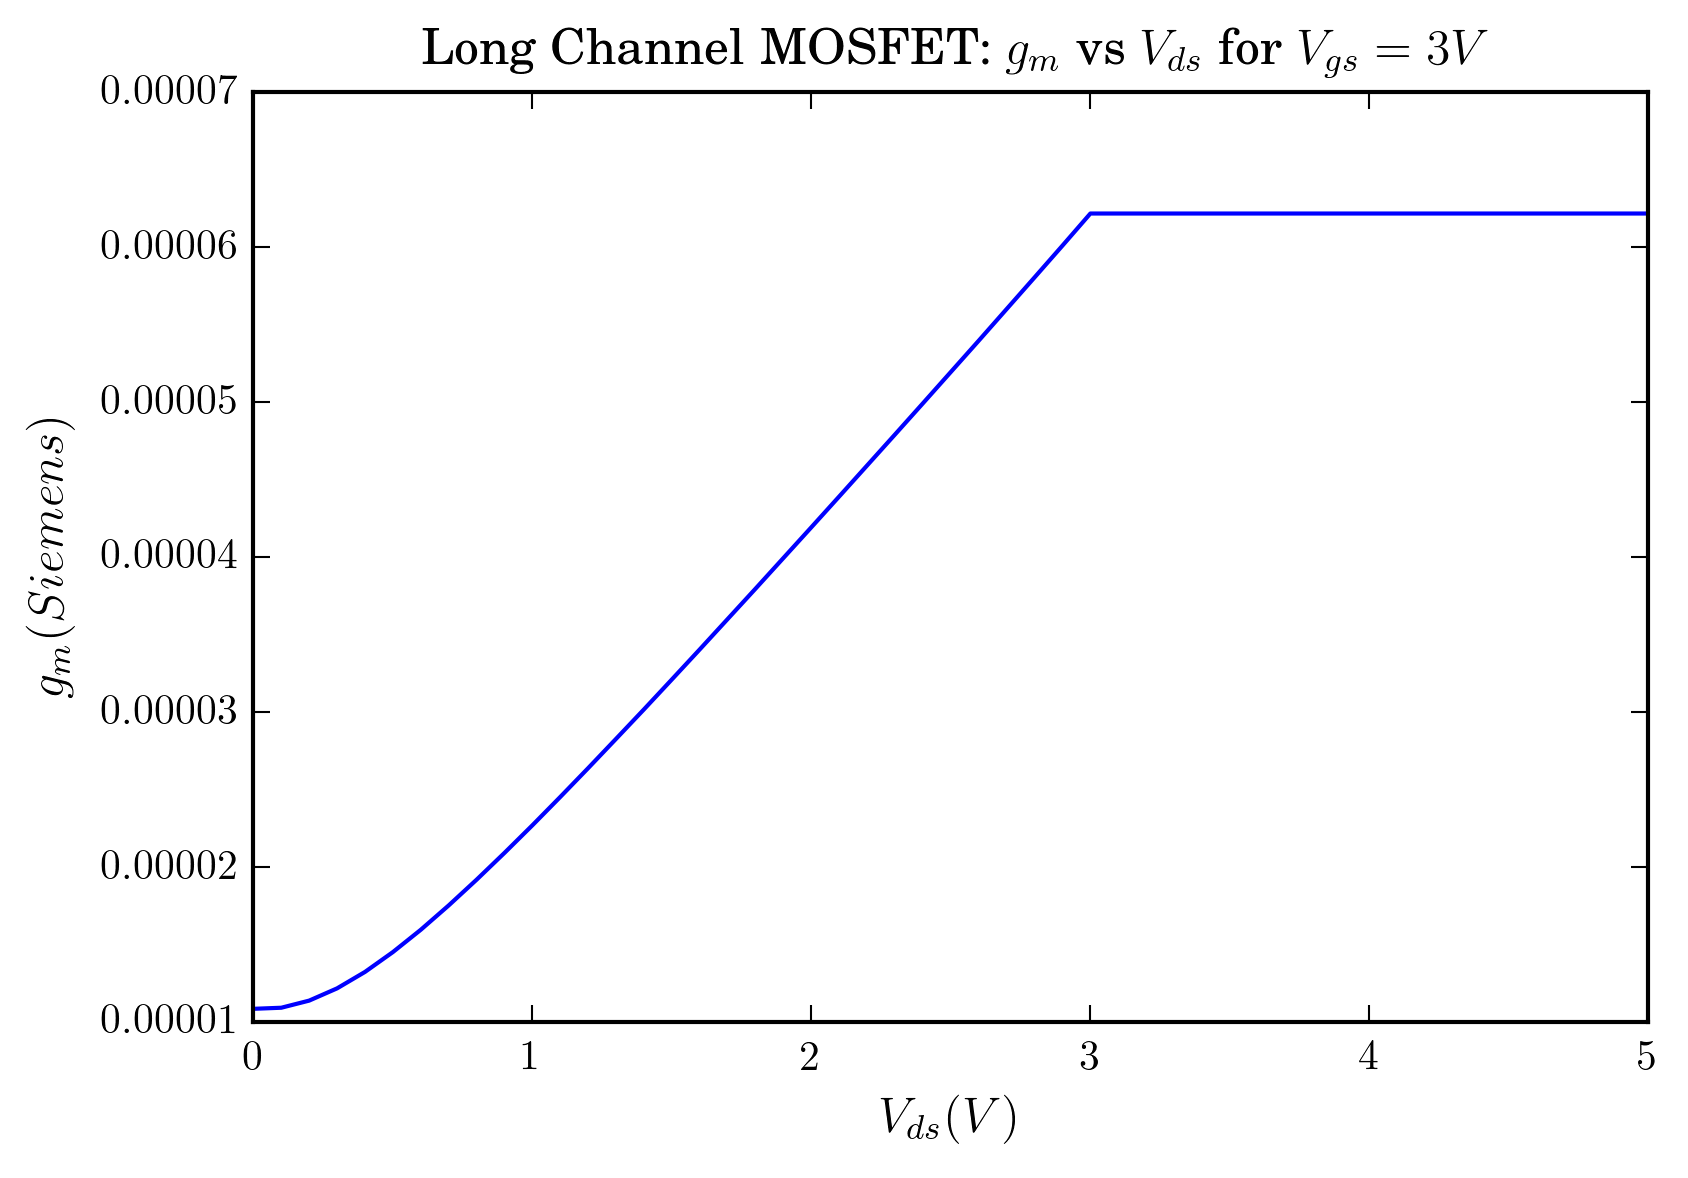 Long Channel MOSFET: g_m vs V_ds for V_gs = 3V
0.00007
0.00006
0.00005
0.00004
0.00003
0.00002
0.00001
g_m(Siemens)
0 1 2 3 4 5
V_ds(V)